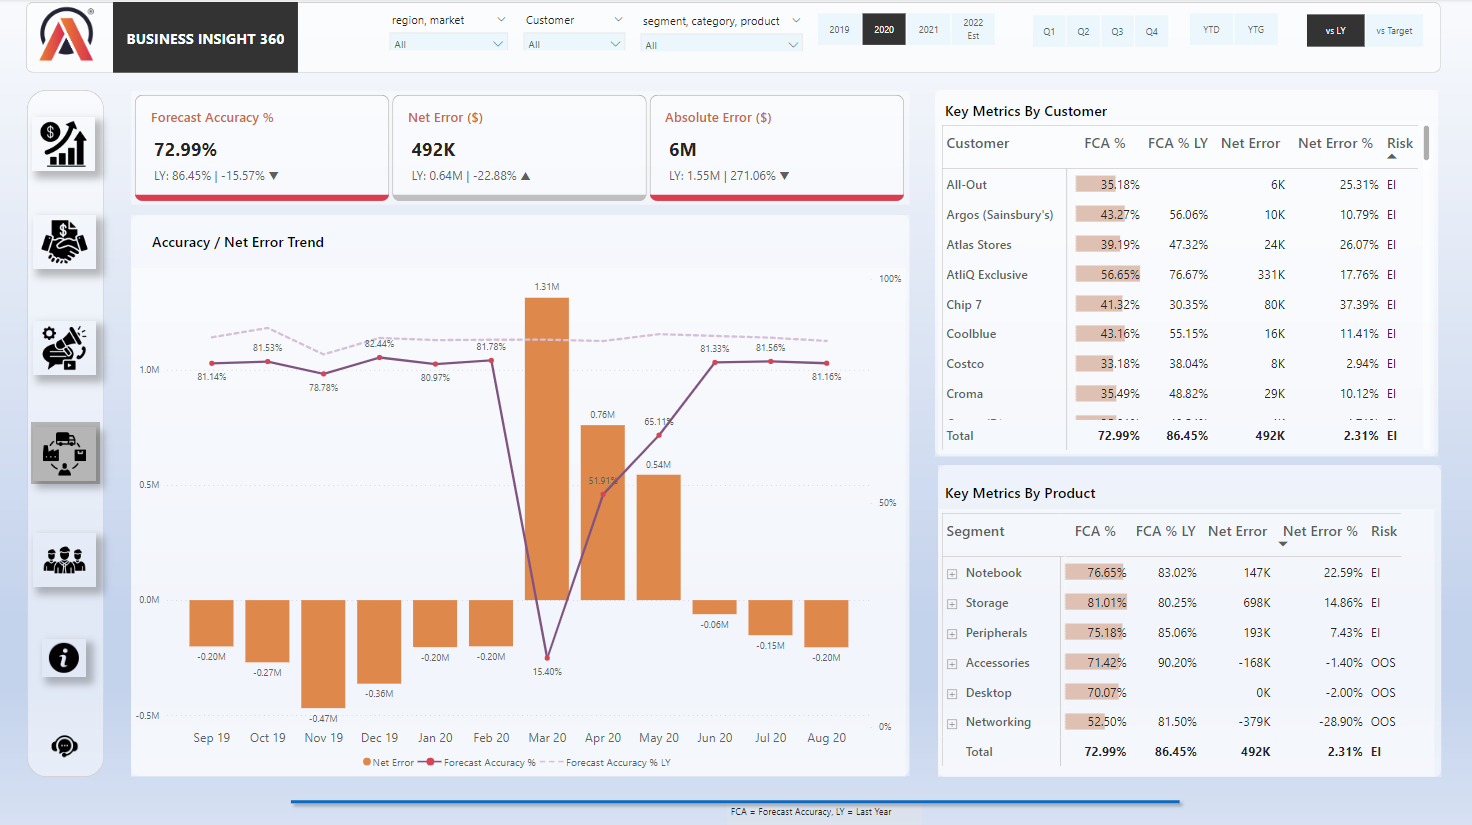 BUSINESS INSIGHT 360
region, market
All
Customer
All
segment, category, product
All
2019
2020
2021
2022
Est
Q1
Q2
Q3
Q4
YTD
YTG
vs LY
vs Target
Forecast Accuracy %
72.99%
LY: 86.45% | -15.57% ▼
Net Error ($)
492K
LY: 0.64M | -22.88% ▲
Absolute Error ($)
6M
LY: 1.55M | 271.06% ▼
Accuracy / Net Error Trend
1.0M
0.5M
0.0M
-0.5M
100%
50%
0%
81.14%
81.53%
78.78%
82.44%
80.97%
81.78%
15.40%
51.91%
65.11%
81.33%
81.56%
81.16%
-0.20M
-0.27M
-0.47M
-0.36M
-0.20M
-0.20M
1.31M
0.76M
0.54M
-0.06M
-0.15M
-0.20M
Sep 19 Oct 19 Nov 19 Dec 19 Jan 20 Feb 20 Mar 20 Apr 20 May 20 Jun 20 Jul 20 Aug 20
Net Error Forecast Accuracy % Forecast Accuracy % LY
Key Metrics By Customer
Customer FCA % FCA % LY Net Error Net Error % Risk
All-Out 35.18% 6K 25.31% EI
Argos (Sainsbury's) 43.27% 56.06% 10K 10.79% EI
Atlas Stores 39.19% 47.32% 24K 26.07% EI
AtliQ Exclusive 56.65% 76.67% 331K 17.76% EI
Chip 7 41.32% 30.35% 80K 37.39% EI
Coolblue 43.16% 55.15% 16K 11.41% EI
Costco 33.18% 38.04% 8K 2.94% EI
Croma 35.49% 48.82% 29K 10.12% EI
Total 72.99% 86.45% 492K 2.31% EI
Key Metrics By Product
Segment FCA % FCA % LY Net Error Net Error % Risk
Notebook 76.65% 83.02% 147K 22.59% EI
Storage 81.01% 80.25% 698K 14.86% EI
Peripherals 75.18% 85.06% 193K 7.43% EI
Accessories 71.42% 90.20% -168K -1.40% OOS
Desktop 70.07% 0K -2.00% OOS
Networking 52.50% 81.50% -379K -28.90% OOS
Total 72.99% 86.45% 492K 2.31% EI
FCA = Forecast Accuracy, LY = Last Year